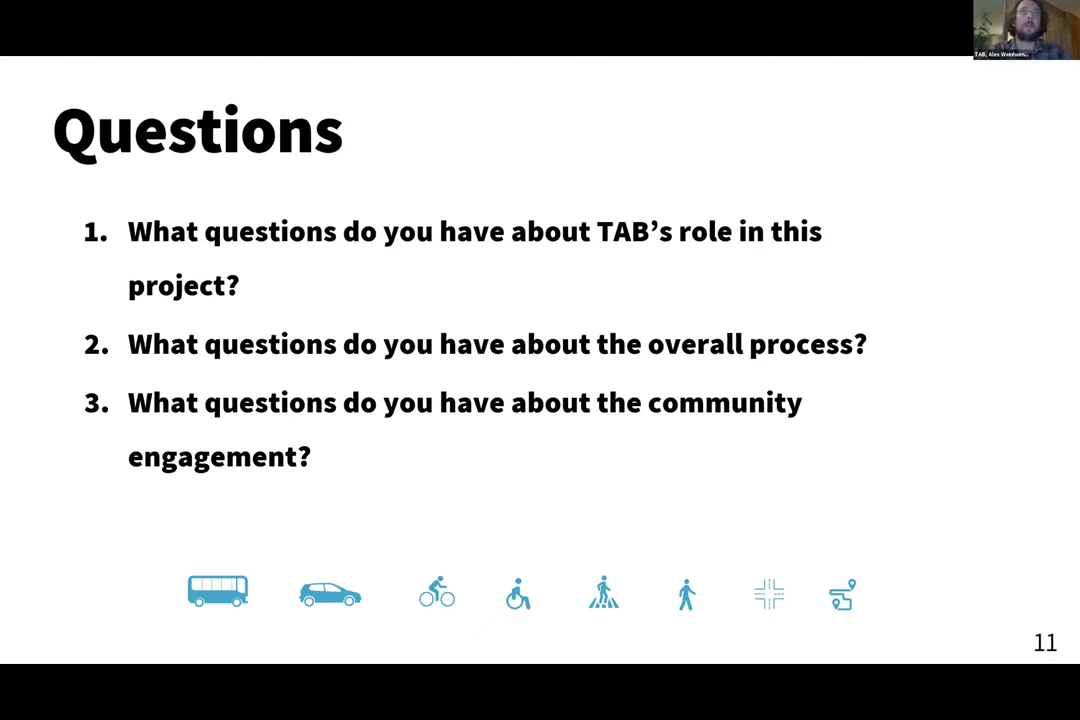 TAB, Alex Weinheim...
Questions
1. What questions do you have about TAB’s role in this
project?
2. What questions do you have about the overall process?
3. What questions do you have about the community
engagement?
11